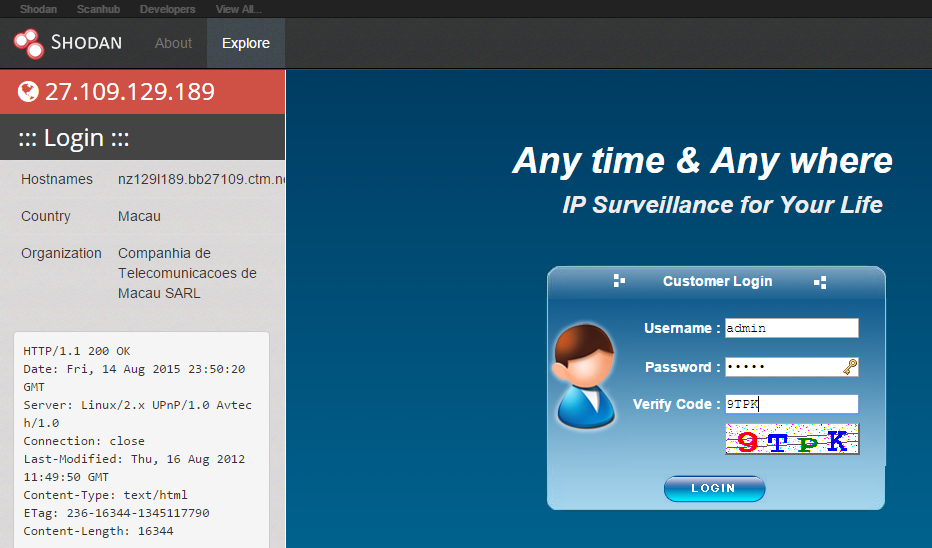 Shodan Scanhub Developers View All...
SHODAN About Explore
27.109.129.189
::: Login :::
Hostnames nz129l189.bb27109.ctm.ne
Country Macau
Organization Companhia de
Telecomunicacoes de
Macau SARL
HTTP/1.1 200 OK
Date: Fri, 14 Aug 2015 23:50:20
GMT
Server: Linux/2.x UPnP/1.0 Avtec
h/1.0
Connection: close
Last-Modified: Thu, 16 Aug 2012
11:49:50 GMT
Content-Type: text/html
ETag: 236-16344-1345117790
Content-Length: 16344
Any time & Any where
IP Surveillance for Your Life
Customer Login
Username : admin
Password : •••••
Verify Code : 9TPK
9TPK
LOGIN